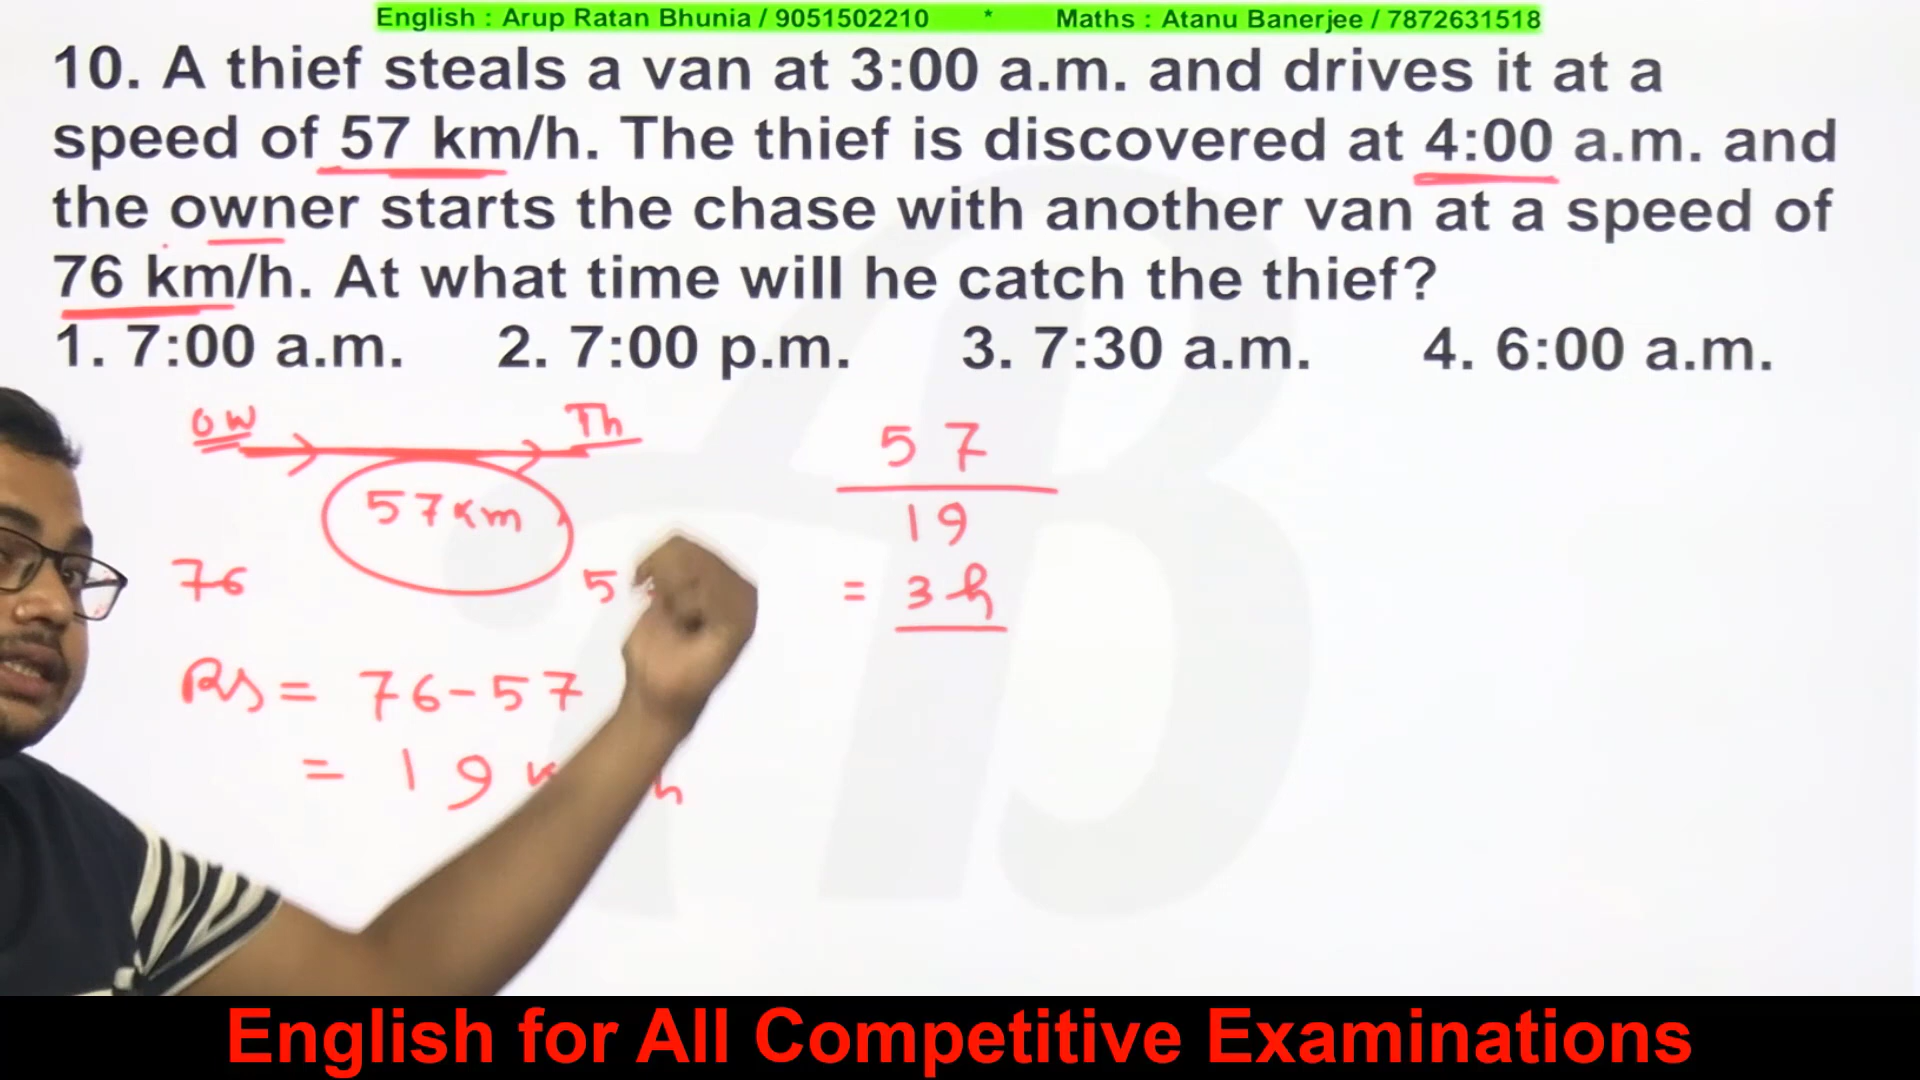 English : Arup Ratan Bhunia / 9051502210 * Maths : Atanu Banerjee / 7872631518
10. A thief steals a van at 3:00 a.m. and drives it at a
speed of 57 km/h. The thief is discovered at 4:00 a.m. and
the owner starts the chase with another van at a speed of
76 km/h. At what time will he catch the thief?
1. 7:00 a.m. 2. 7:00 p.m. 3. 7:30 a.m. 4. 6:00 a.m.
OW Th
57 km
76 5
RS = 76-57
= 19
57
19
= 3h
AB
English for All Competitive Examinations